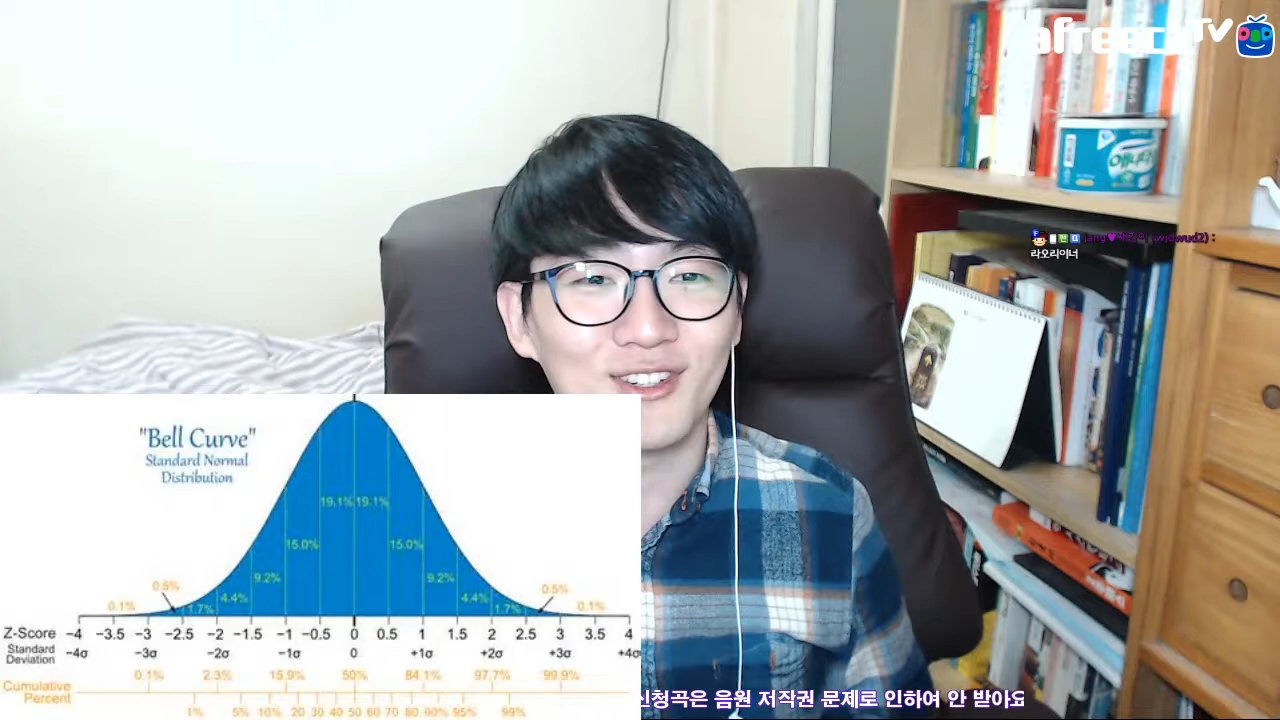 afreecaTV
라오리이너
"Bell Curve"
Standard Normal
Distribution
19.1% 19.1%
15.0% 15.0%
9.2% 9.2%
0.5% 0.5%
4.4% 4.4%
0.1% 1.7% 1.7% 0.1%
Z-Score −4 −3.5 −3 −2.5 −2 −1.5 −1 −0.5 0 0.5 1 1.5 2 2.5 3 3.5 4
Standard
Deviation −4σ −3σ −2σ −1σ 0 +1σ +2σ +3σ +4σ
Cumulative
Percent 0.1% 2.3% 15.9% 50% 84.1% 97.7% 99.9%
1% 5% 10% 20 30 40 50 60 70 80 90% 95% 99%
신청곡은 음원 저작권 문제로 인하여 안 받아요